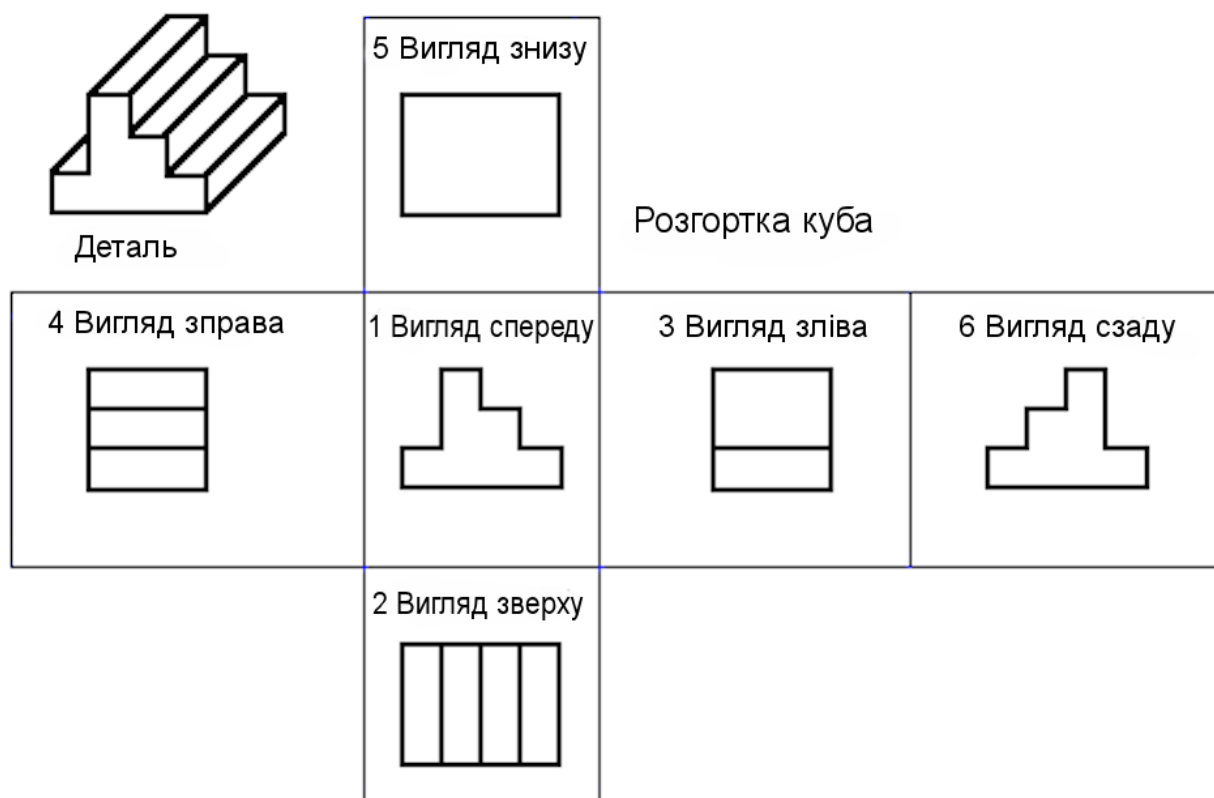 5 Вигляд знизу
Деталь
Розгортка куба
4 Вигляд зправа
1 Вигляд спереду
3 Вигляд зліва
6 Вигляд сзаду
2 Вигляд зверху